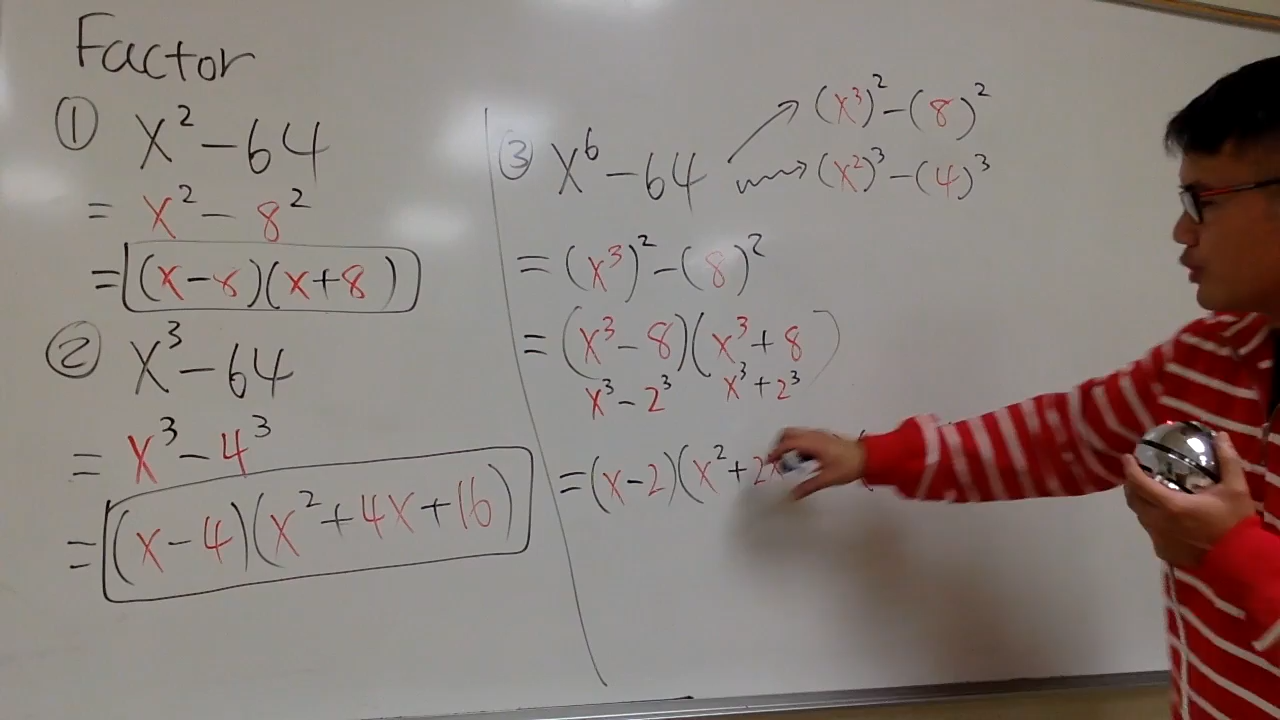 Factor
① x² - 64
= x² - 8²
= (x-8)(x+8)
② x³ - 64
= x³ - 4³
= (x-4)(x²+4x+16)
③ x⁶ - 64
(x³)² - (8)²
(x²)³ - (4)³
= (x³)² - (8)²
= (x³ - 8)(x³ + 8)
x³ - 2³ x³ + 2³
= (x-2)(x²+2x